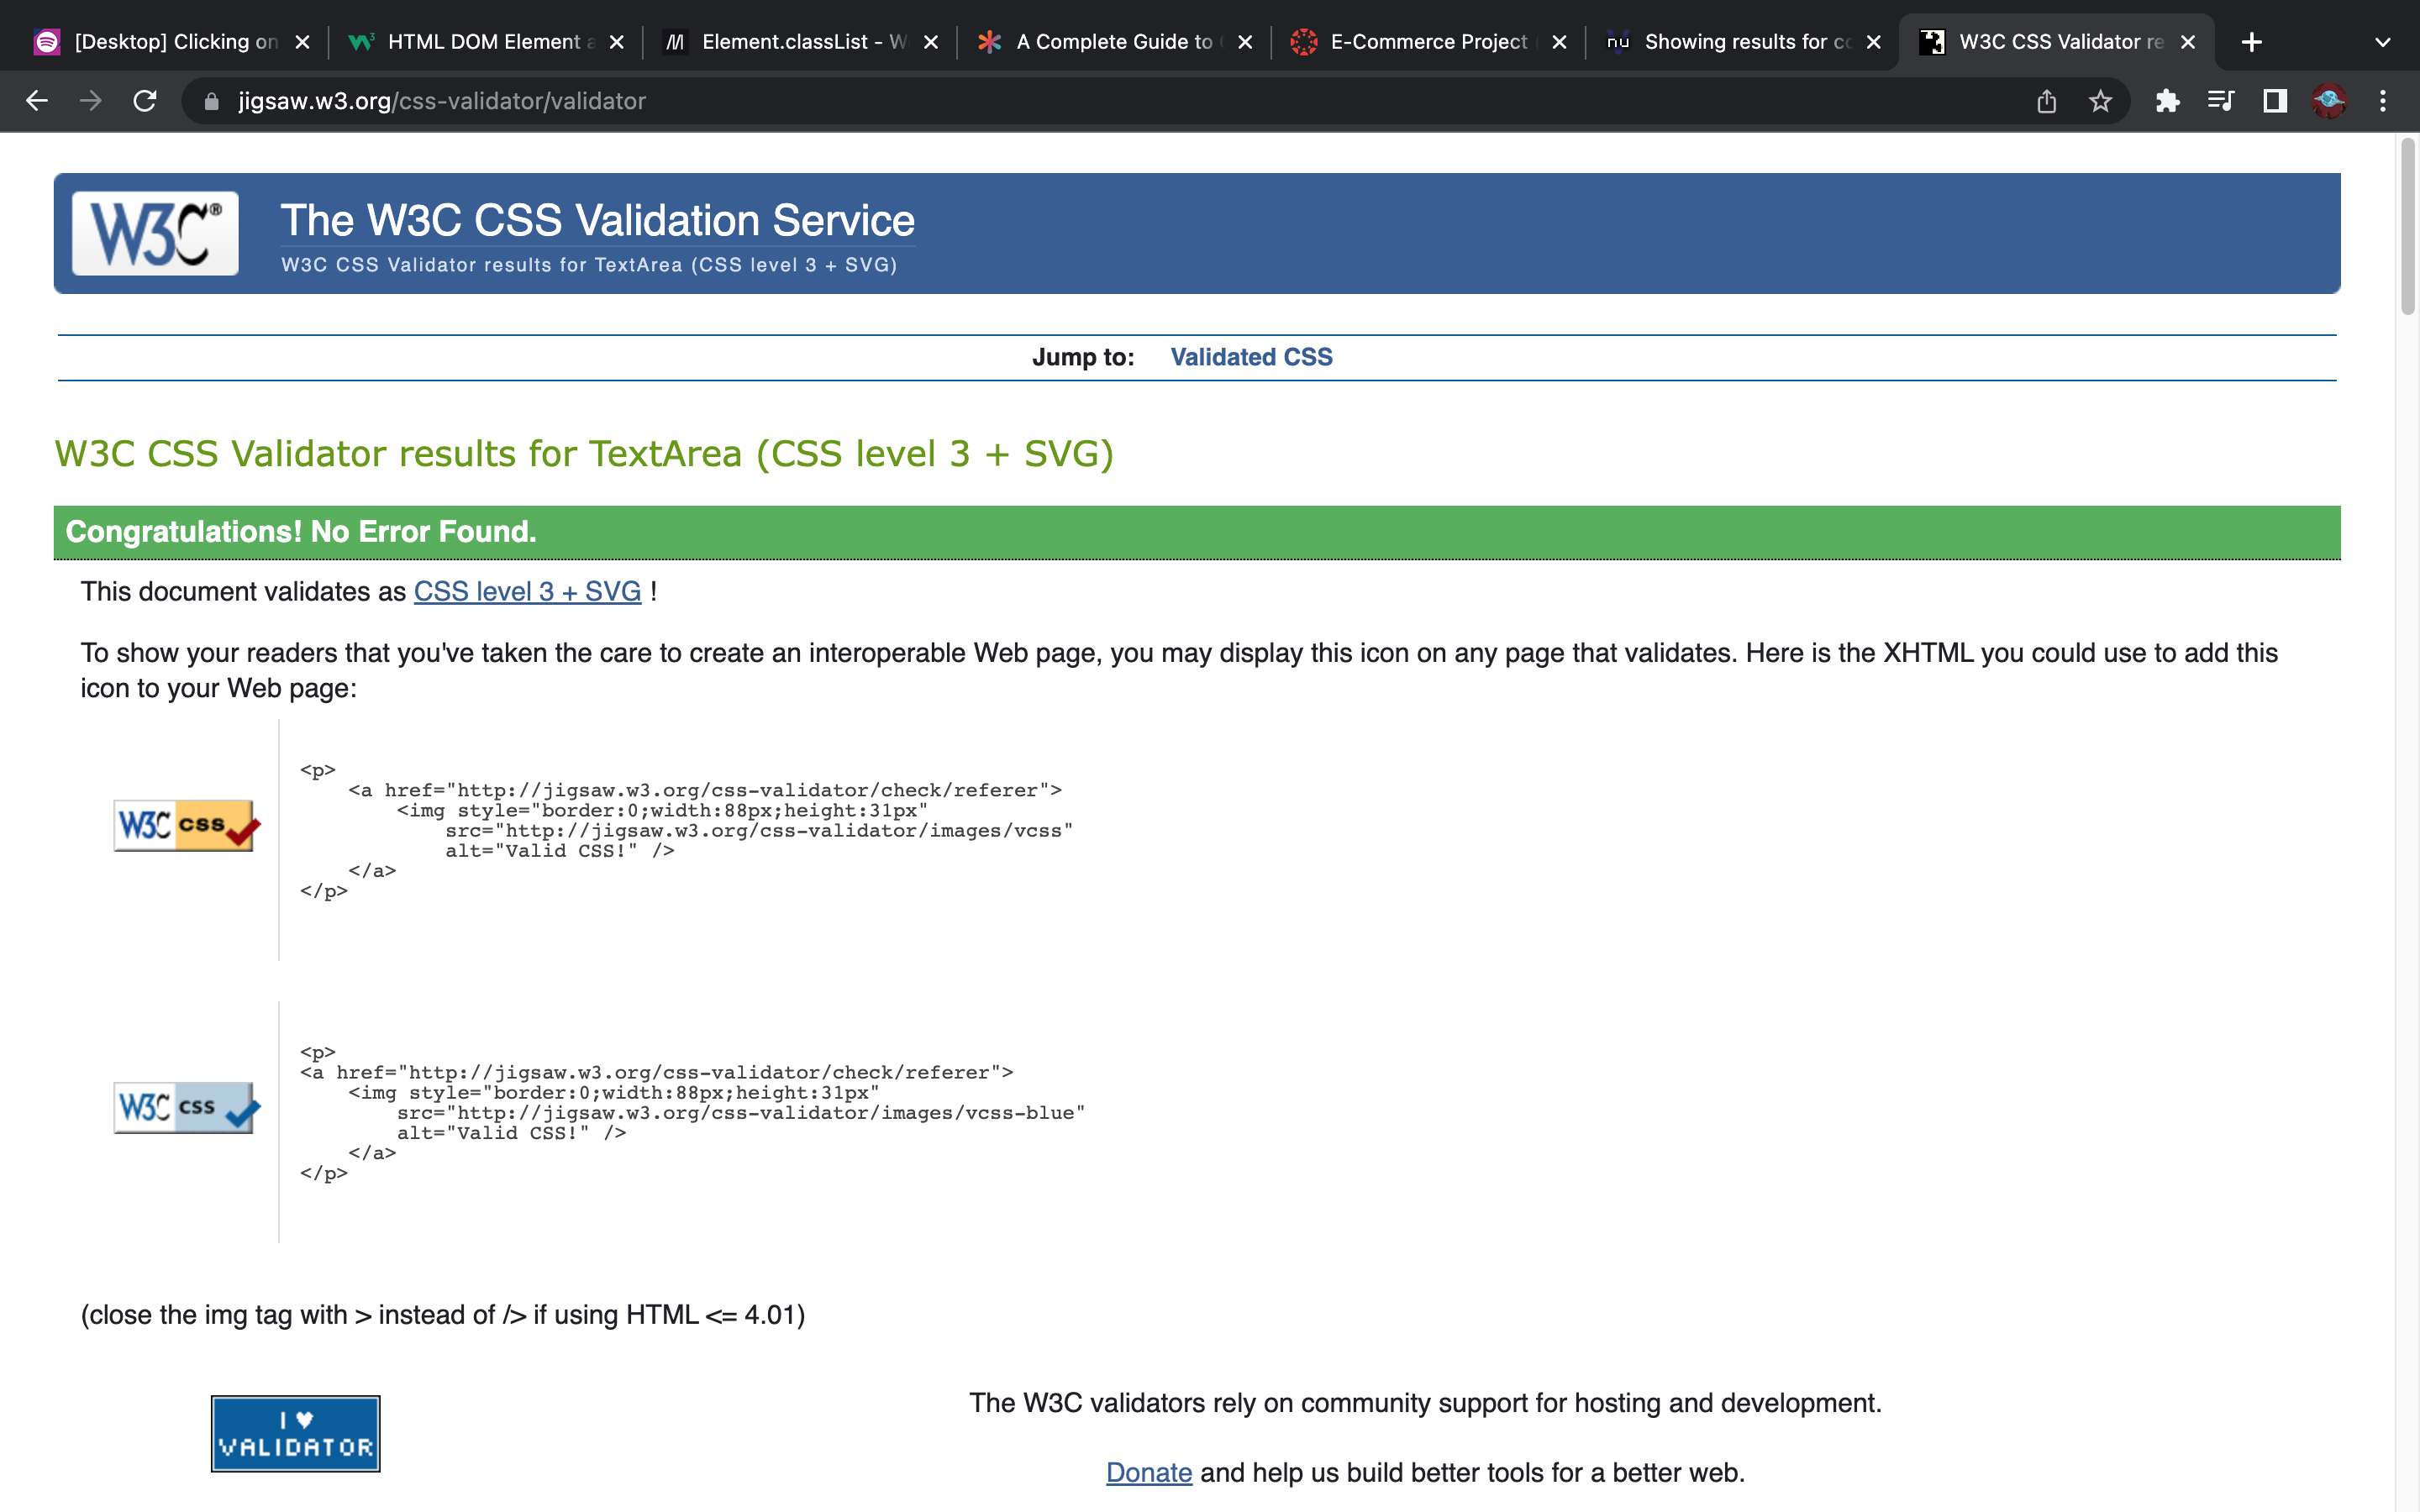 [Desktop] Clicking on
HTML DOM Element
Element.classList - W
A Complete Guide to
E-Commerce Project
nu Showing results for co
W3C CSS Validator re
jigsaw.w3.org/css-validator/validator
W3C®
The W3C CSS Validation Service
W3C CSS Validator results for TextArea (CSS level 3 + SVG)
Jump to: Validated CSS
W3C CSS Validator results for TextArea (CSS level 3 + SVG)
Congratulations! No Error Found.
This document validates as CSS level 3 + SVG !
To show your readers that you've taken the care to create an interoperable Web page, you may display this icon on any page that validates. Here is the XHTML you could use to add this
icon to your Web page:
W3C css
<p>
<a href="http://jigsaw.w3.org/css-validator/check/referer">
<img style="border:0;width:88px;height:31px"
src="http://jigsaw.w3.org/css-validator/images/vcss"
alt="Valid CSS!" />
</a>
</p>
W3C css
<p>
<a href="http://jigsaw.w3.org/css-validator/check/referer">
<img style="border:0;width:88px;height:31px"
src="http://jigsaw.w3.org/css-validator/images/vcss-blue"
alt="Valid CSS!" />
</a>
</p>
(close the img tag with > instead of /> if using HTML <= 4.01)
I ♥
VALIDATOR
The W3C validators rely on community support for hosting and development.
Donate and help us build better tools for a better web.